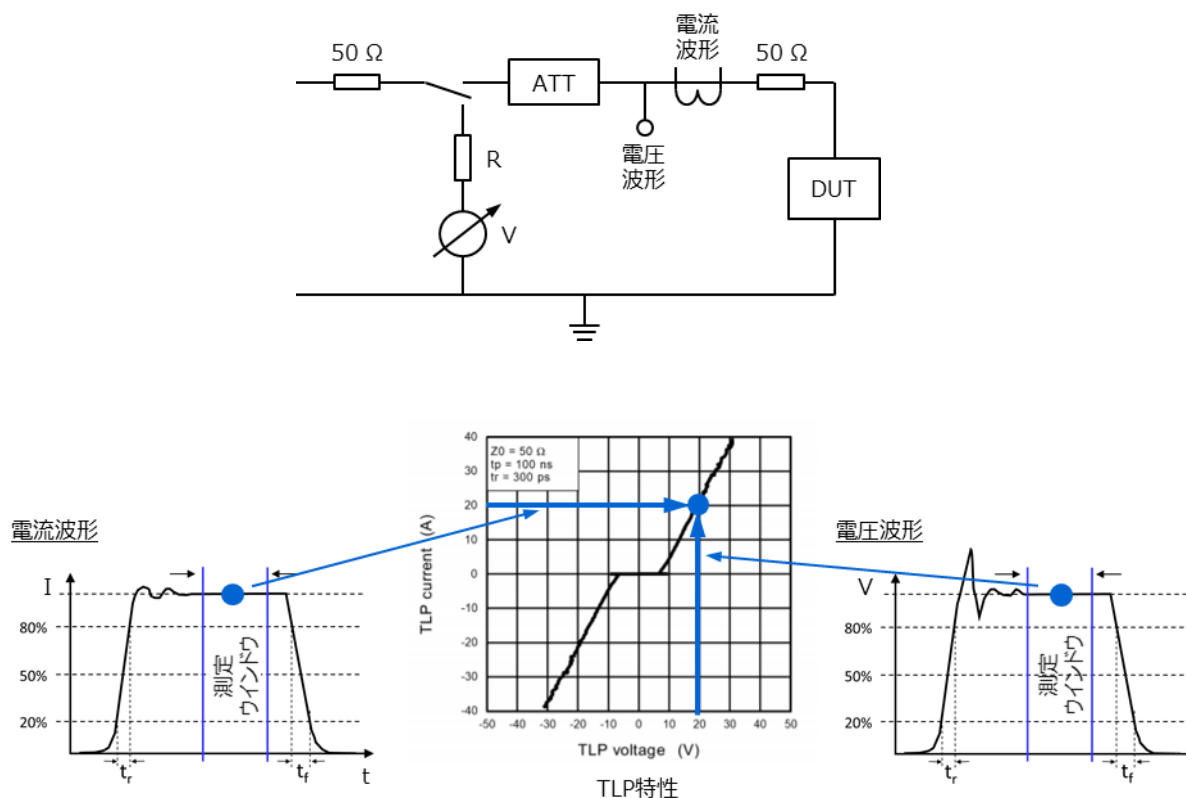 電流
波形
50 Ω
50 Ω
ATT
R
電圧
波形
DUT
V
Z0 = 50 Ω
tp = 100 ns
tr = 300 ps
40
30
20
10
0
-10
-20
-30
-40
TLP current (A)
-50 -40 -30 -20 -10 0 10 20 30 40 50
TLP voltage (V)
TLP特性
電流波形
I
80%
50%
20%
測定
ウインドウ
tr
tf
t
電圧波形
V
80%
50%
20%
測定
ウインドウ
tr
tf